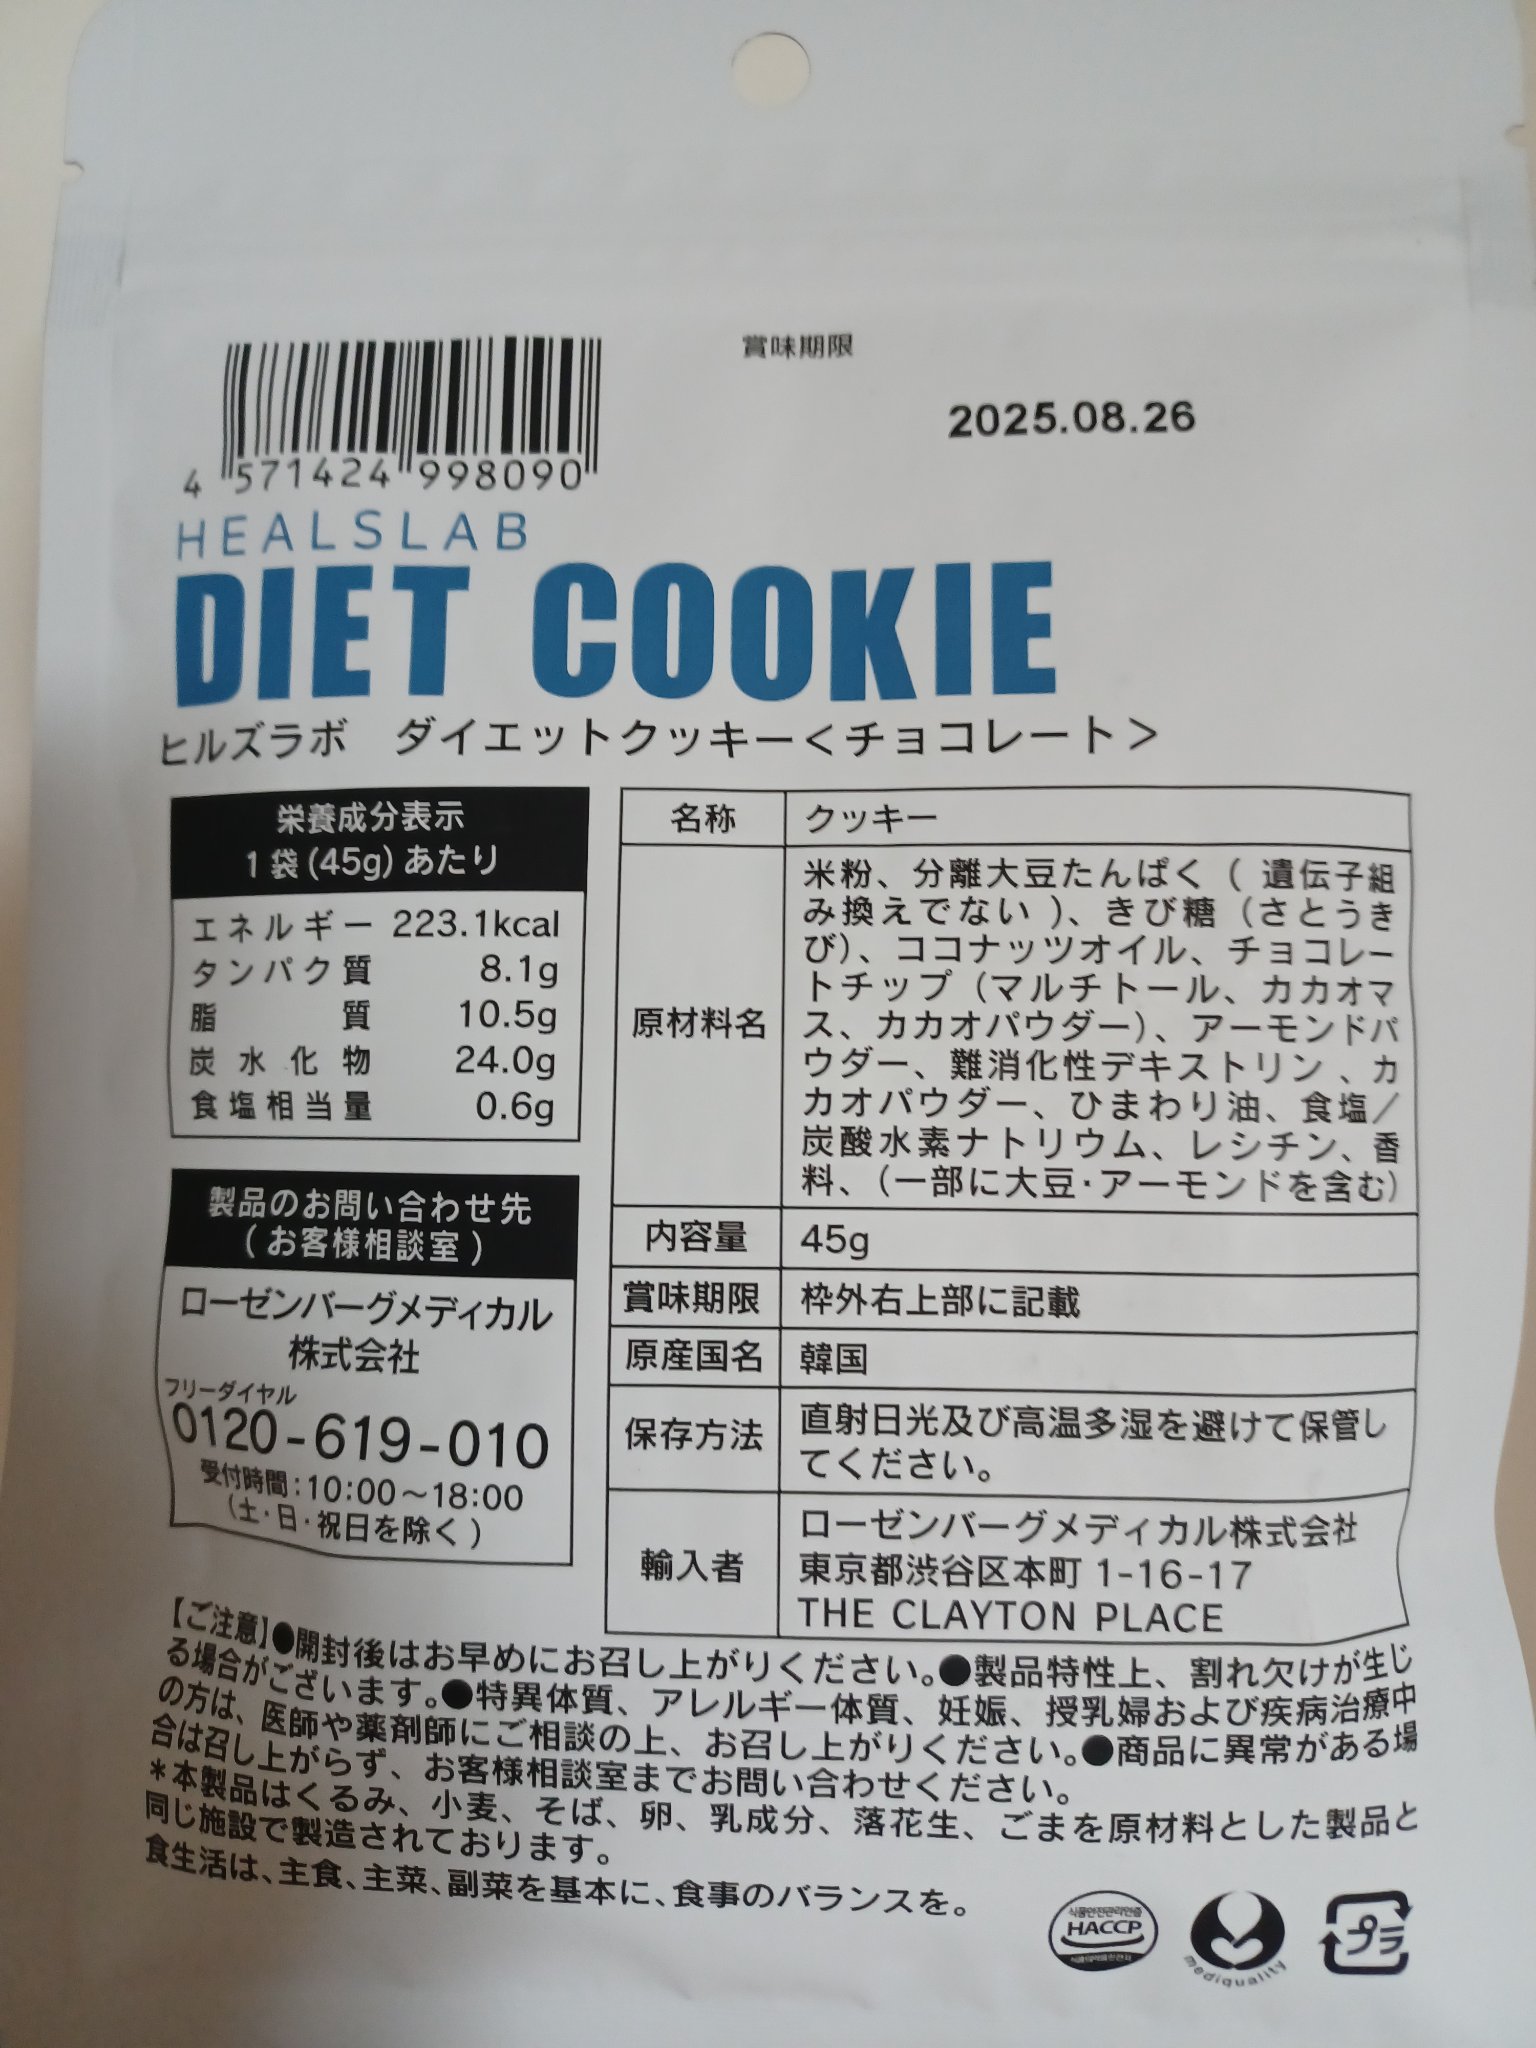 賞味期限
2025.08.26
4 571424 998090
HEALSLAB
DIET COOKIE
ヒルズラボ ダイエットクッキー<チョコレート>
栄養成分表示
1袋(45g)あたり
エネルギー 223.1kcal
タンパク質 8.1g
脂質 10.5g
炭水化物 24.0g
食塩相当量 0.6g
製品のお問い合わせ先
(お客様相談室)
ローゼンバーグメディカル
株式会社
フリーダイヤル
0120-619-010
受付時間:10:00~18:00
(土・日・祝日を除く)
名称 クッキー
原材料名
米粉、分離大豆たんぱく(遺伝子組
み換えでない)、きび糖(さとうき
び)、ココナッツオイル、チョコレー
トチップ(マルチトール、カカオマ
ス、カカオパウダー)、アーモンドパ
ウダー、難消化性デキストリン、カ
カオパウダー、ひまわり油、食塩/
炭酸水素ナトリウム、レシチン、香
料、(一部に大豆・アーモンドを含む)
内容量 45g
賞味期限 枠外右上部に記載
原産国名 韓国
保存方法
直射日光及び高温多湿を避けて保管し
てください。
輸入者
ローゼンバーグメディカル株式会社
東京都渋谷区本町 1-16-17
THE CLAYTON PLACE
【ご注意】●開封後はお早めにお召し上がりください。●製品特性上、割れ欠けが生じ
る場合がございます。●特異体質、アレルギー体質、妊娠、授乳婦および疾病治療中
の方は、医師や薬剤師にご相談の上、お召し上がりください。●商品に異常がある場
合は召し上がらず、お客様相談室までお問い合わせください。
*本製品はくるみ、小麦、そば、卵、乳成分、落花生、ごまを原材料とした製品と
同じ施設で製造されております。
食生活は、主食、主菜、副菜を基本に、食事のバランスを。
HACCP
mediquality
プラ